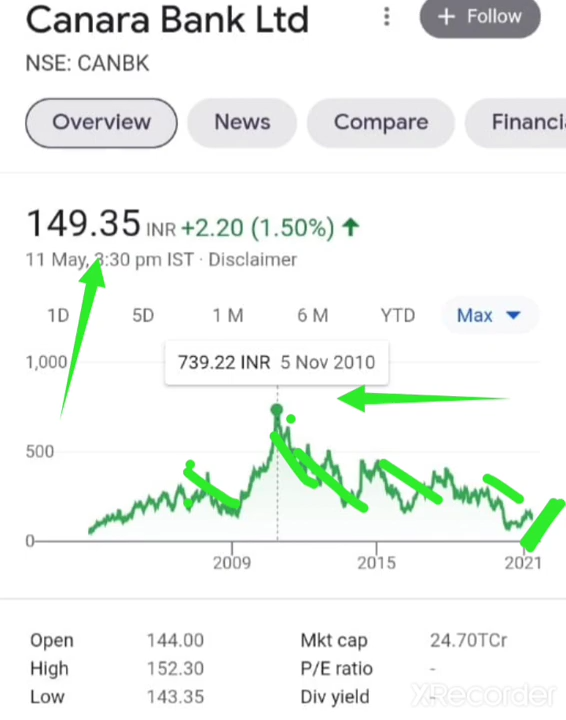 Canara Bank Ltd
+ Follow
NSE: CANBK
Overview News Compare Financi
149.35 INR +2.20 (1.50%) ↑
11 May, 3:30 pm IST · Disclaimer
1D 5D 1 M 6 M YTD Max
1,000
739.22 INR 5 Nov 2010
500
0
2009 2015 2021
Open 144.00 Mkt cap 24.70TCr
High 152.30 P/E ratio -
Low 143.35 Div yield -
XRecorder